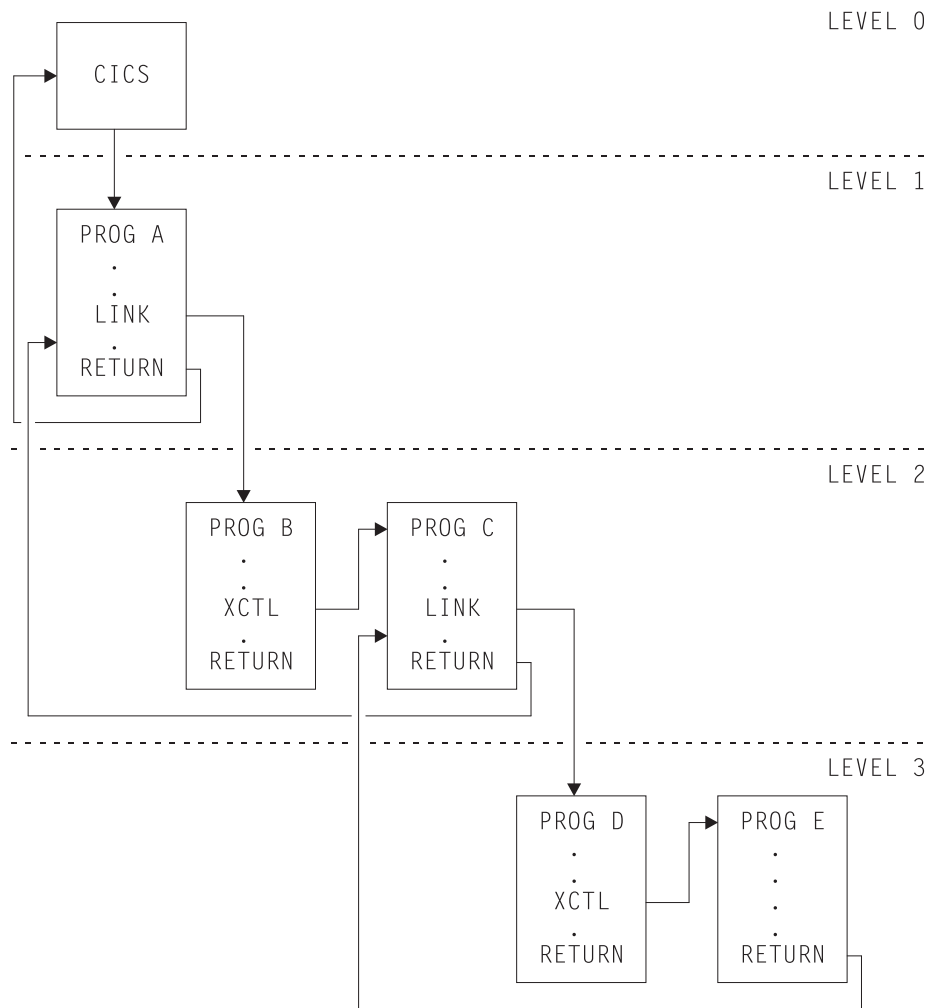 LEVEL 0
CICS
LEVEL 1
PROG A
.
.
LINK
.
RETURN
LEVEL 2
PROG B
.
.
XCTL
.
RETURN
PROG C
.
.
LINK
.
RETURN
LEVEL 3
PROG D
.
.
XCTL
.
RETURN
PROG E
.
.
.
.
RETURN